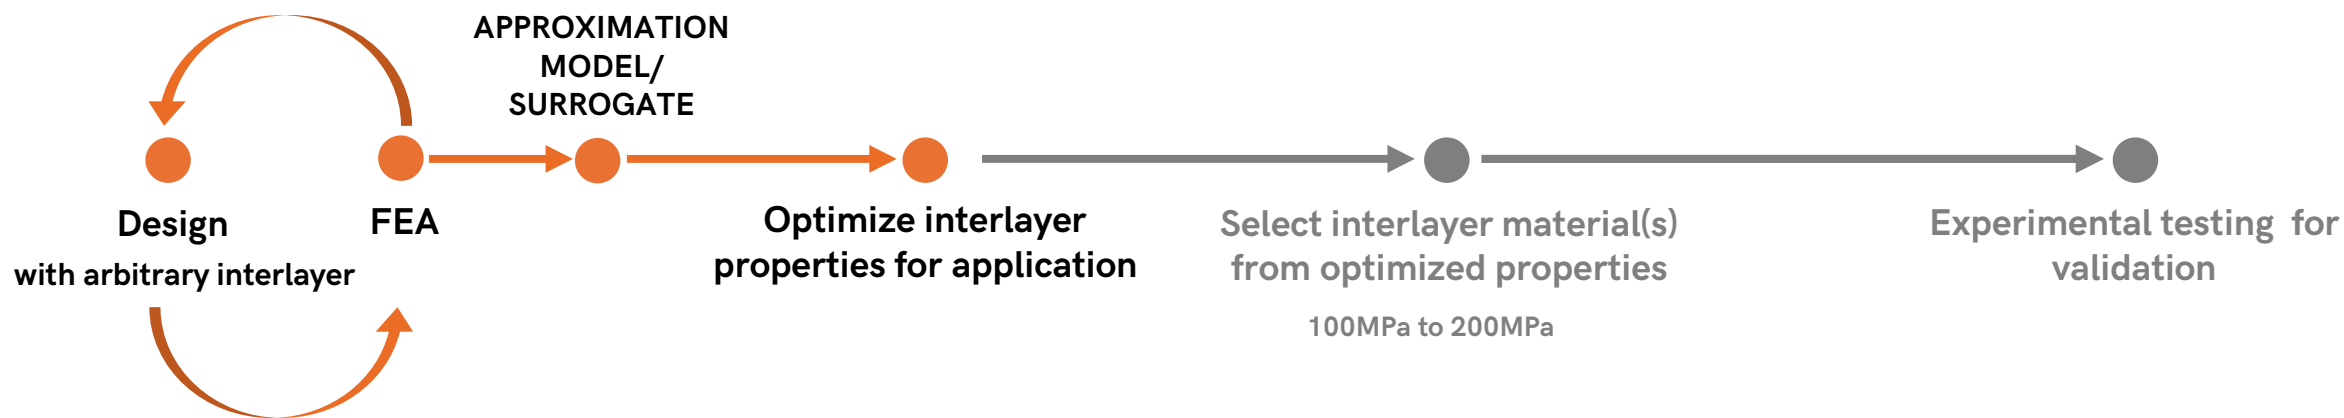 APPROXIMATION
MODEL/
SURROGATE
Design
with arbitrary interlayer
FEA
Optimize interlayer
properties for application
Select interlayer material(s)
from optimized properties
100MPa to 200MPa
Experimental testing for
validation